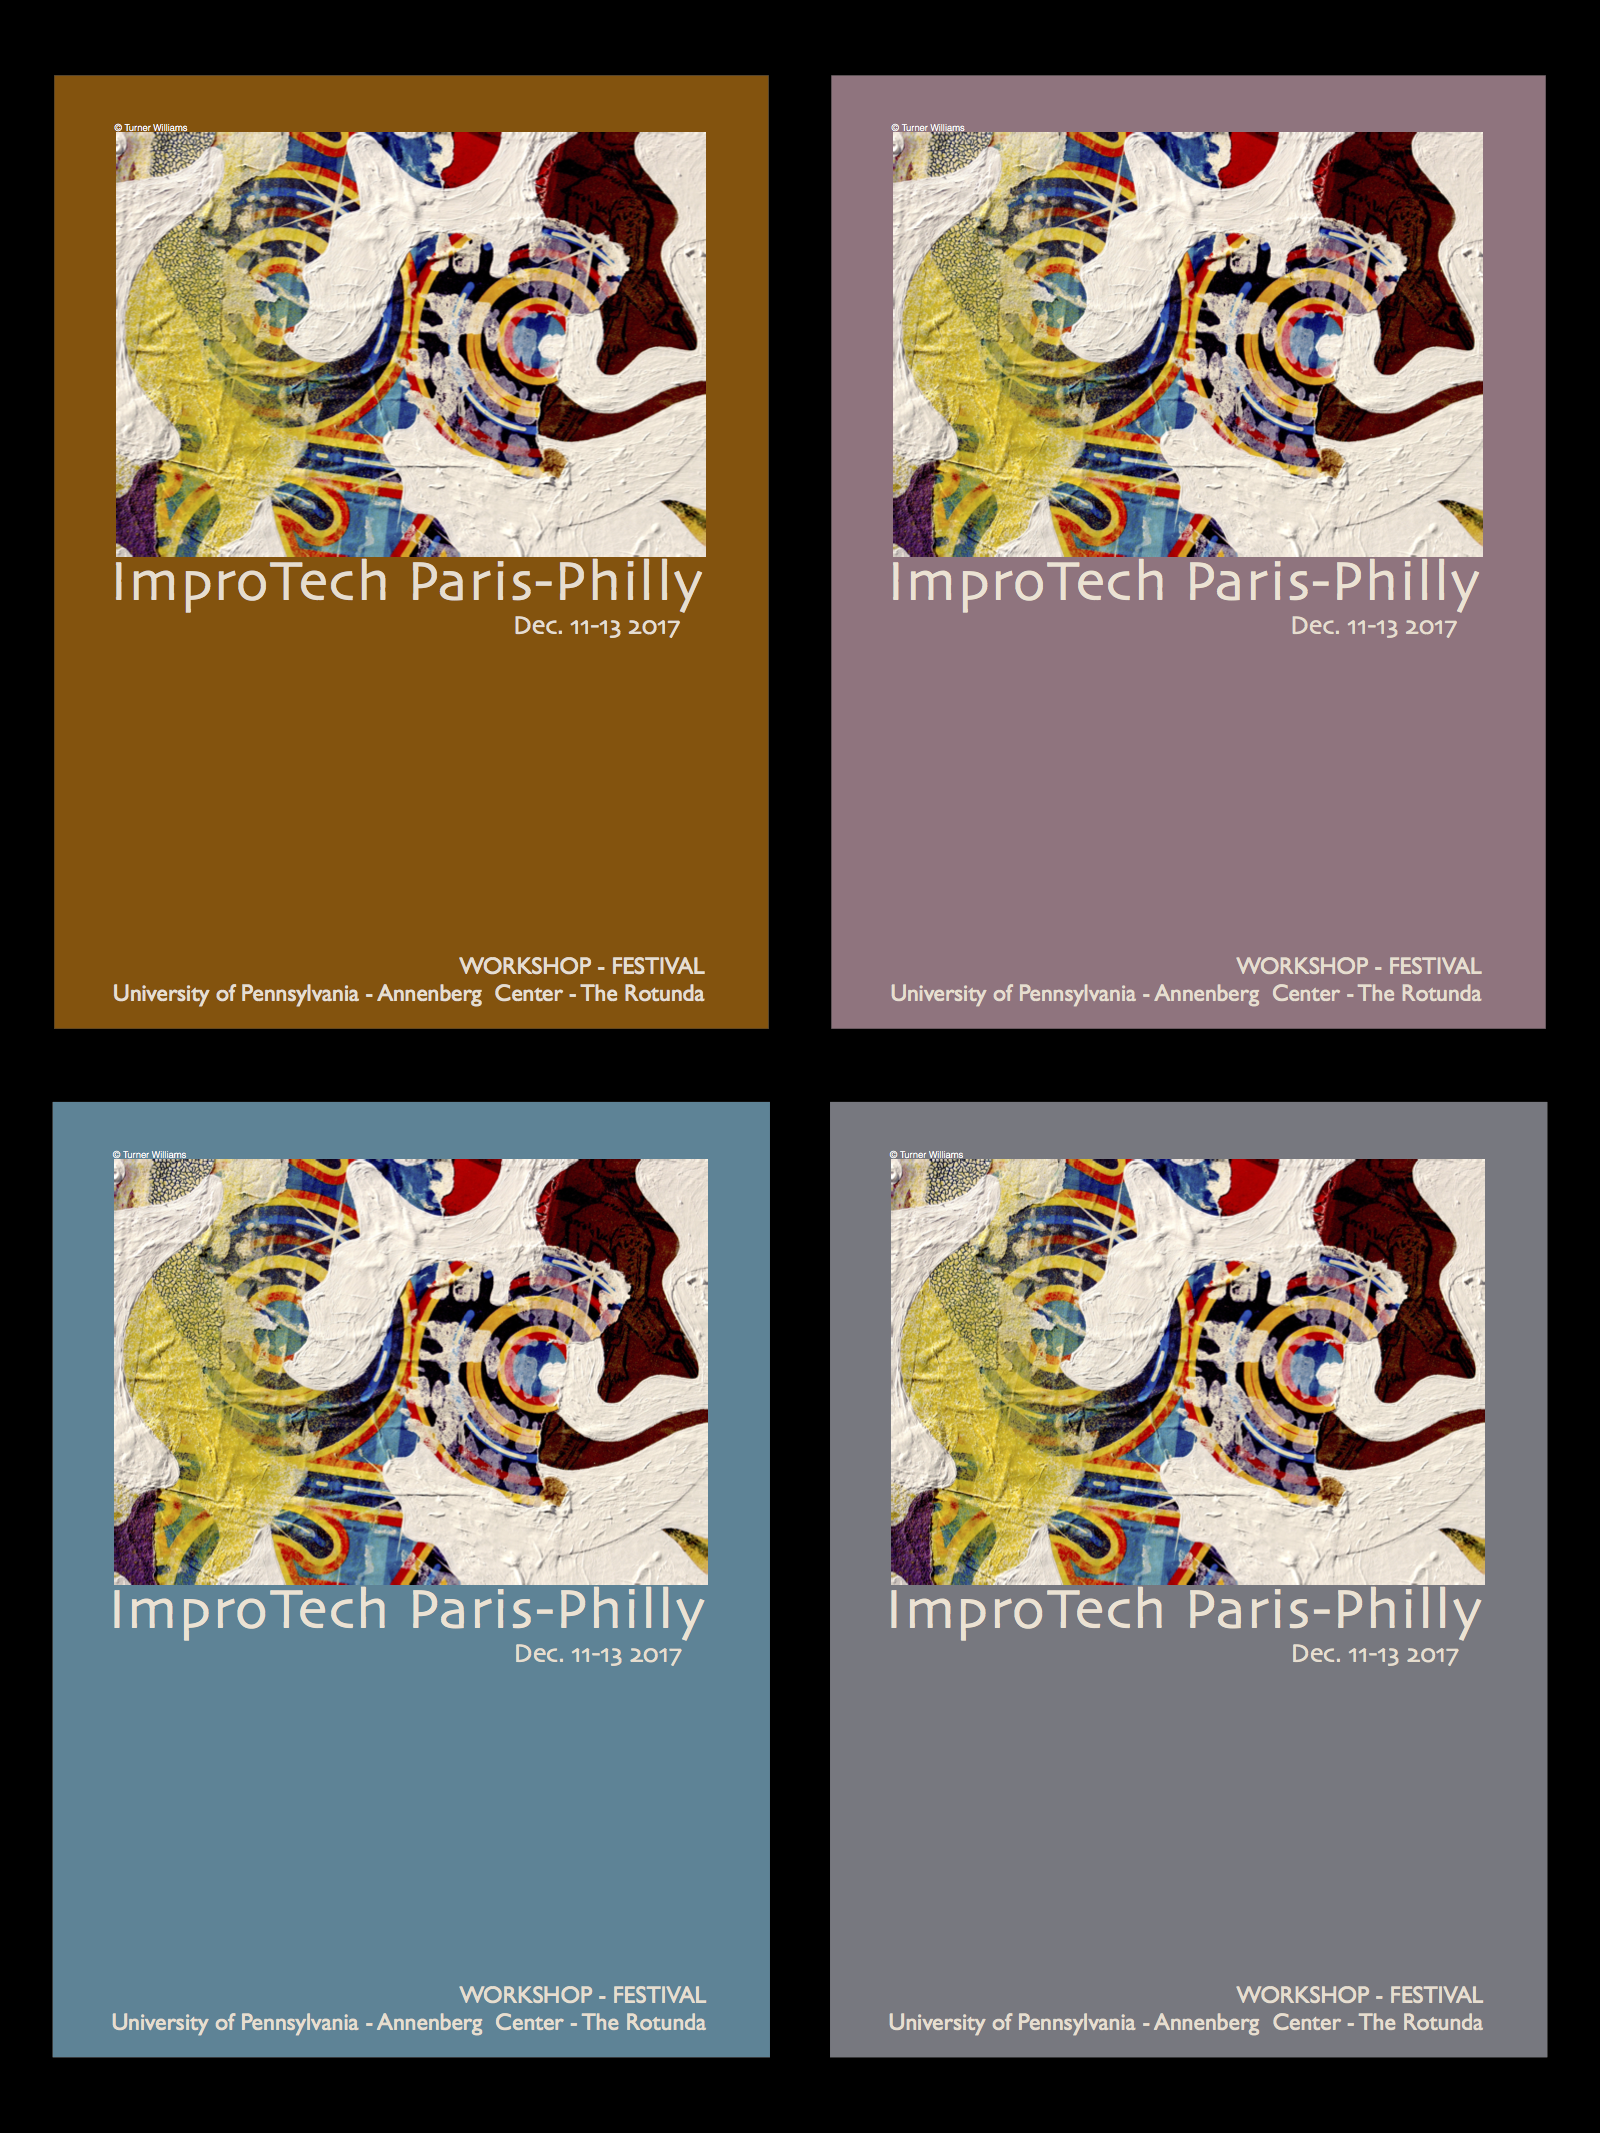 © Turner Williams
ImproTech Paris-Philly
Dec. 11-13 2017
WORKSHOP - FESTIVAL
University of Pennsylvania - Annenberg Center - The Rotunda
© Turner Williams
ImproTech Paris-Philly
Dec. 11-13 2017
WORKSHOP - FESTIVAL
University of Pennsylvania - Annenberg Center - The Rotunda
© Turner Williams
ImproTech Paris-Philly
Dec. 11-13 2017
WORKSHOP - FESTIVAL
University of Pennsylvania - Annenberg Center - The Rotunda
© Turner Williams
ImproTech Paris-Philly
Dec. 11-13 2017
WORKSHOP - FESTIVAL
University of Pennsylvania - Annenberg Center - The Rotunda